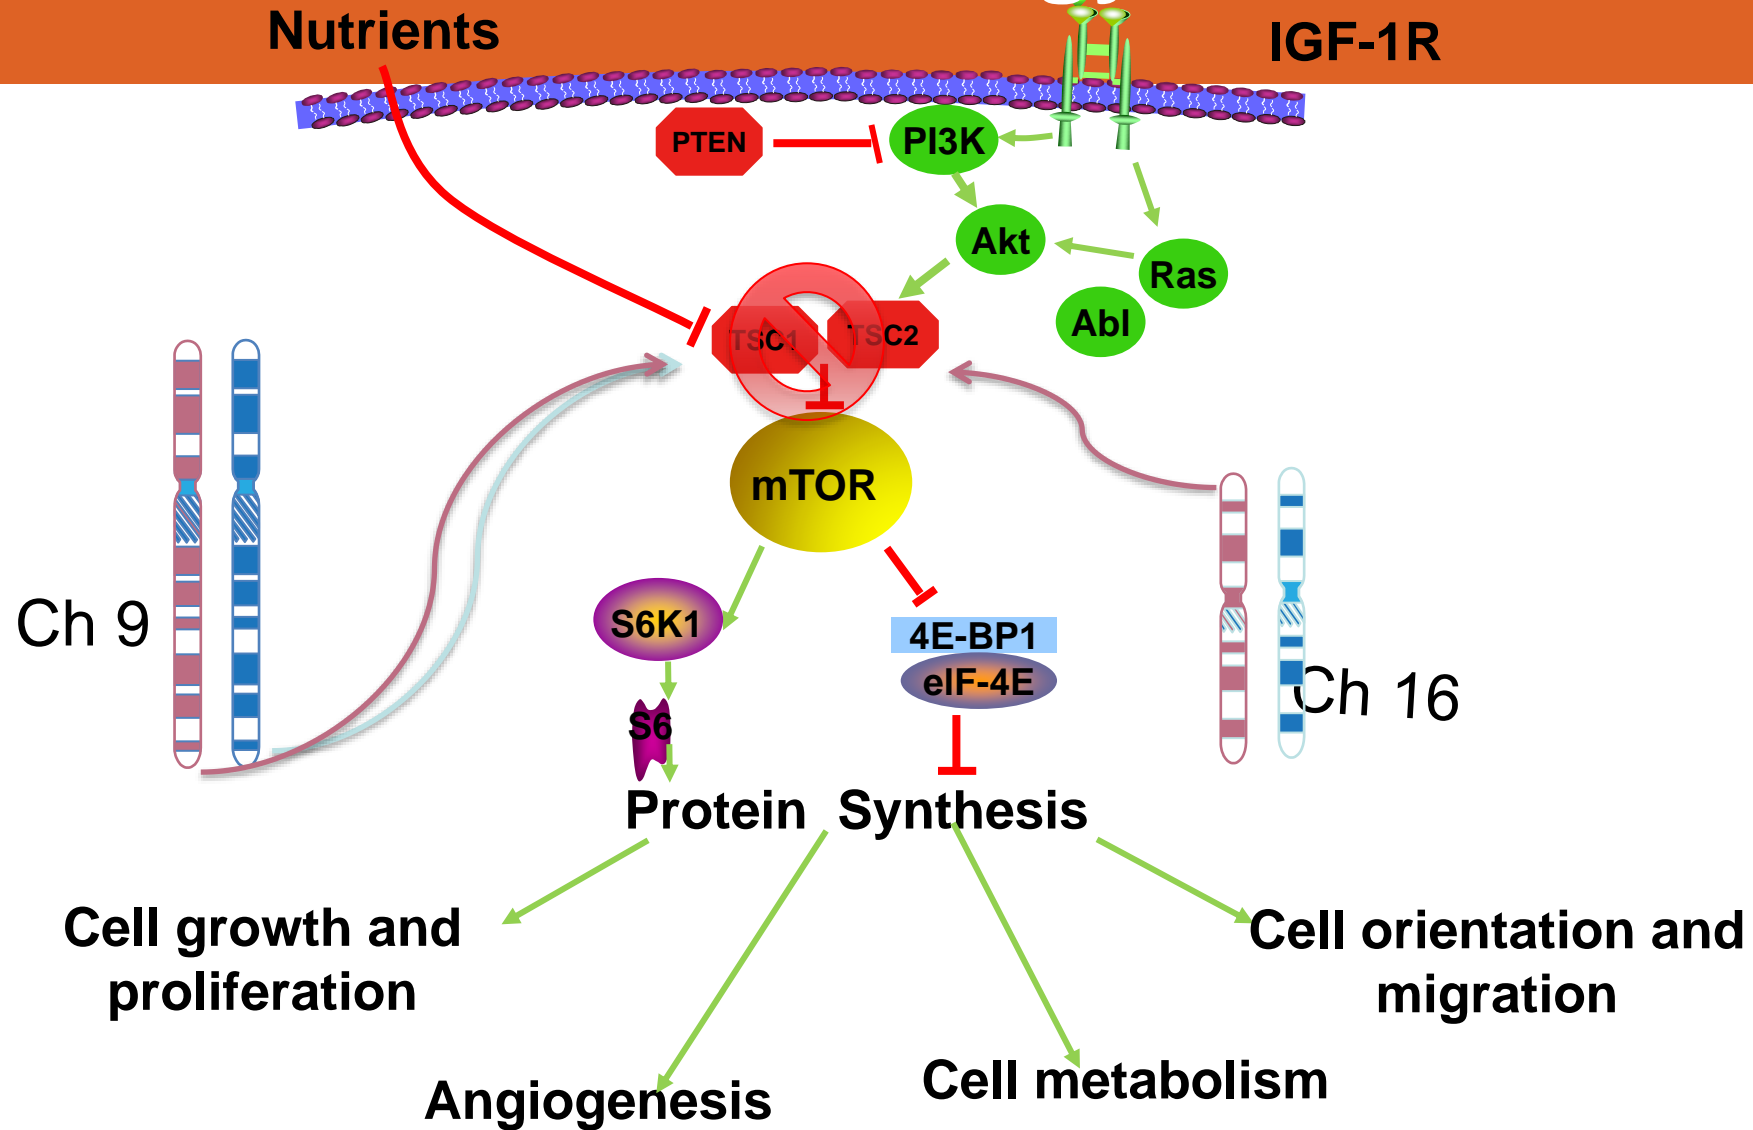 Nutrients
IGF-1R
PTEN
PI3K
Akt
Ras
Abl
TSC1
TSC2
mTOR
Ch 9
S6K1
4E-BP1
eIF-4E
Ch 16
S6
Protein Synthesis
Cell growth and
proliferation
Cell orientation and
migration
Angiogenesis
Cell metabolism